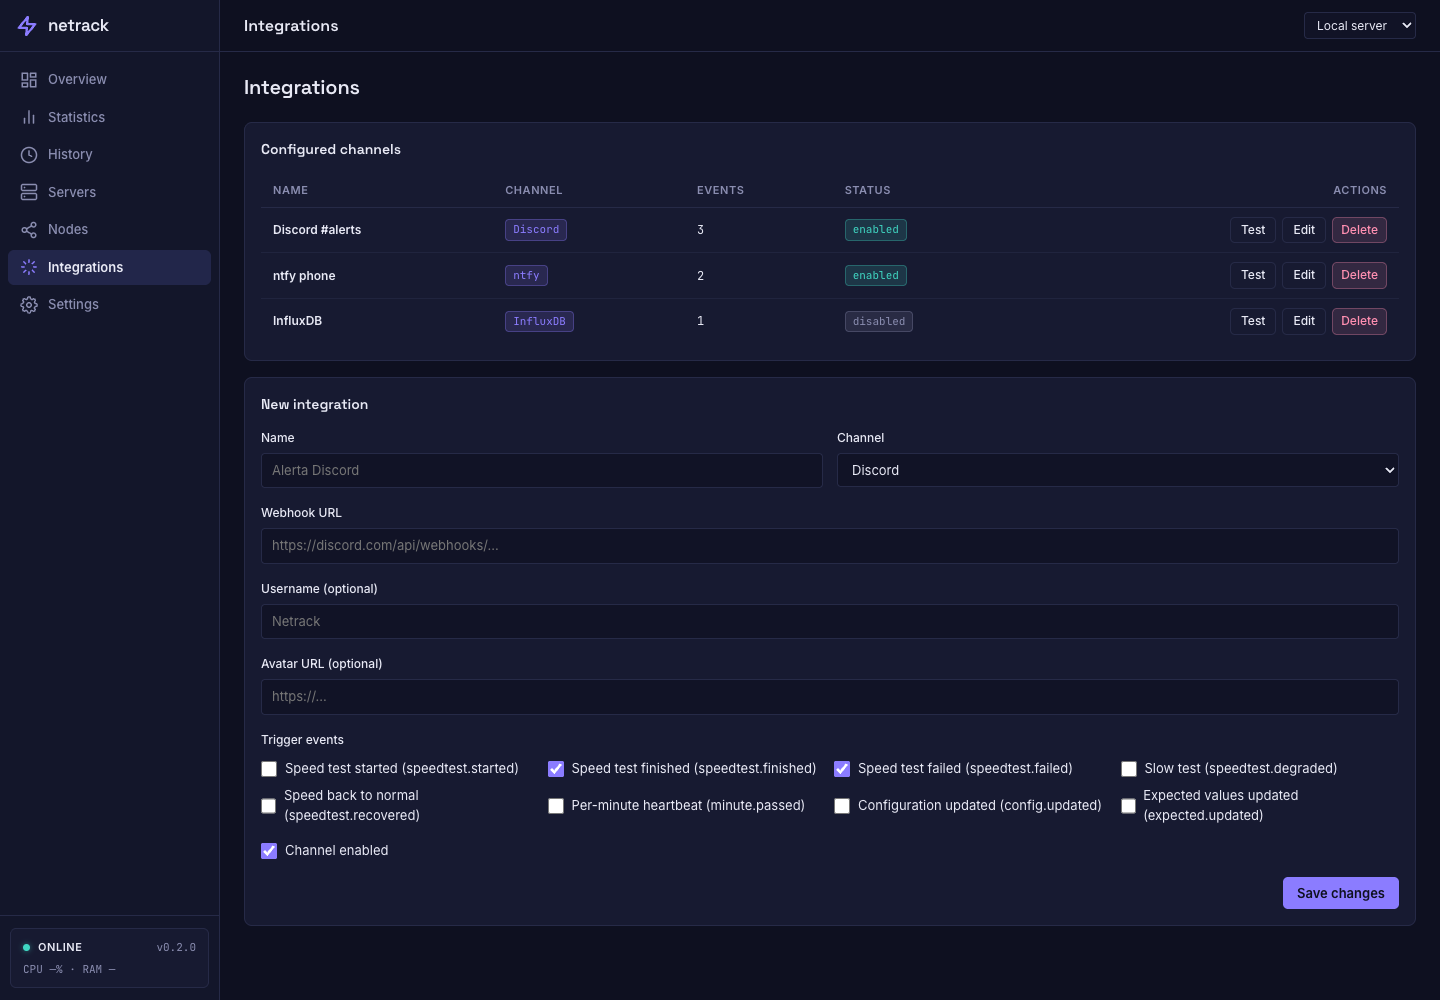 netrack
Integrations
Local server
Overview
Statistics
History
Servers
Nodes
Integrations
Settings
ONLINE v0.2.0
CPU —% · RAM —
Integrations
Configured channels
NAME CHANNEL EVENTS STATUS ACTIONS
Discord #alerts Discord 3 enabled Test Edit Delete
ntfy phone ntfy 2 enabled Test Edit Delete
InfluxDB InfluxDB 1 disabled Test Edit Delete
New integration
Name Channel
Alerta Discord Discord
Webhook URL
https://discord.com/api/webhooks/...
Username (optional)
Netrack
Avatar URL (optional)
https://...
Trigger events
Speed test started (speedtest.started) Speed test finished (speedtest.finished) Speed test failed (speedtest.failed) Slow test (speedtest.degraded)
Speed back to normal
(speedtest.recovered)
Per-minute heartbeat (minute.passed) Configuration updated (config.updated)
Expected values updated
(expected.updated)
Channel enabled
Save changes